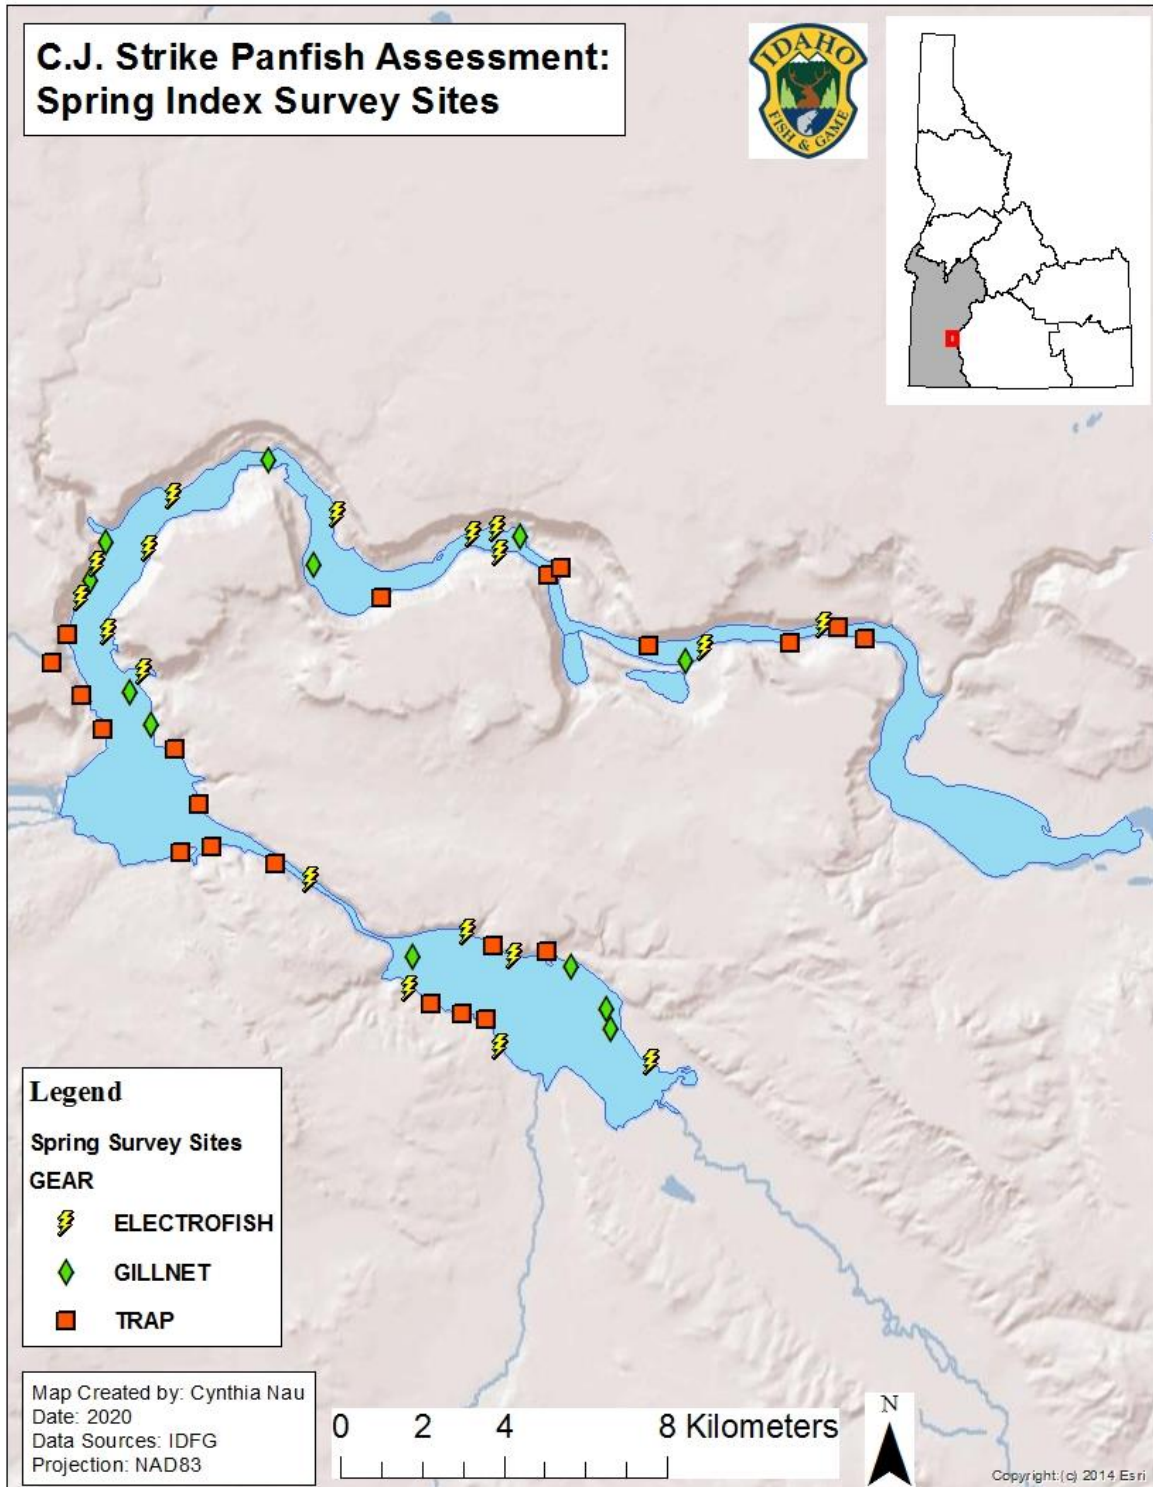 C.J. Strike Panfish Assessment:
Spring Index Survey Sites
IDAHO
FISH & GAME
Legend
Spring Survey Sites
GEAR
ELECTROFISH
GILLNET
TRAP
Map Created by: Cynthia Nau
Date: 2020
Data Sources: IDFG
Projection: NAD83
0 2 4 8 Kilometers
N
Copyright:(c) 2014 Esri